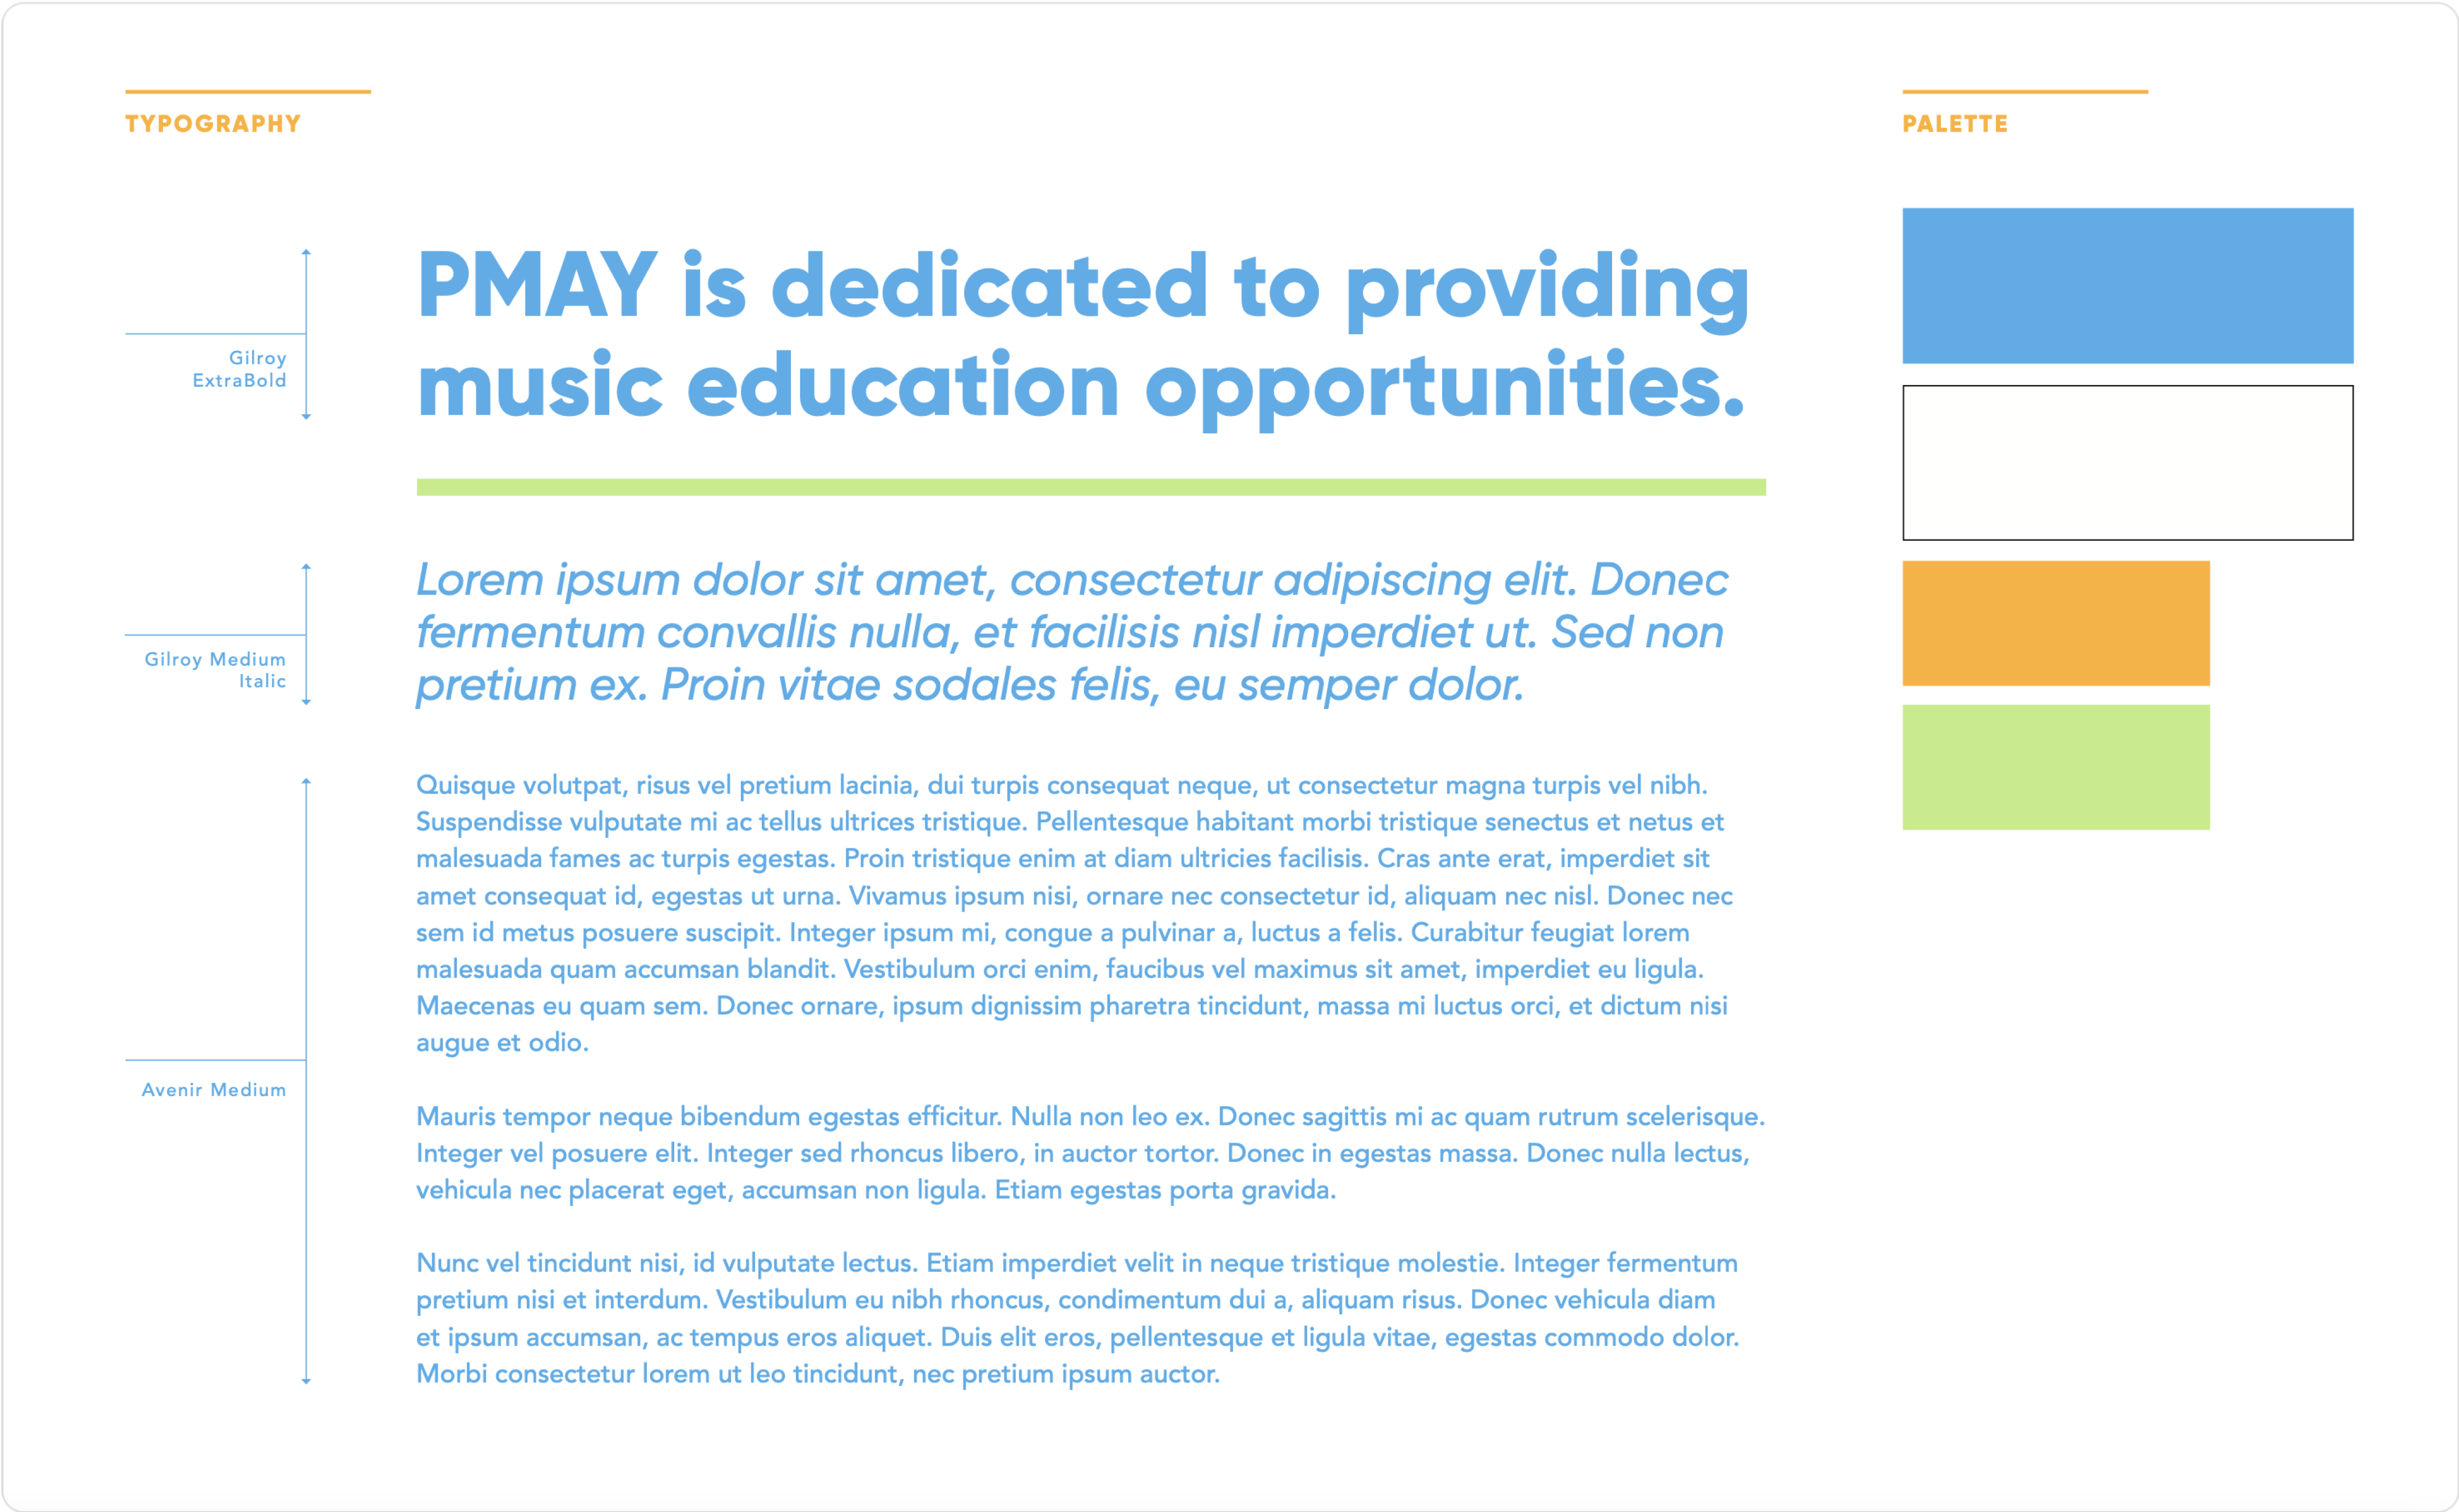 TYPOGRAPHY
PALETTE
Gilroy
ExtraBold
PMAY is dedicated to providing
music education opportunities.
Gilroy Medium
Italic
Lorem ipsum dolor sit amet, consectetur adipiscing elit. Donec
fermentum convallis nulla, et facilisis nisl imperdiet ut. Sed non
pretium ex. Proin vitae sodales felis, eu semper dolor.
Avenir Medium
Quisque volutpat, risus vel pretium lacinia, dui turpis consequat neque, ut consectetur magna turpis vel nibh.
Suspendisse vulputate mi ac tellus ultrices tristique. Pellentesque habitant morbi tristique senectus et netus et
malesuada fames ac turpis egestas. Proin tristique enim at diam ultricies facilisis. Cras ante erat, imperdiet sit
amet consequat id, egestas ut urna. Vivamus ipsum nisi, ornare nec consectetur id, aliquam nec nisl. Donec nec
sem id metus posuere suscipit. Integer ipsum mi, congue a pulvinar a, luctus a felis. Curabitur feugiat lorem
malesuada quam accumsan blandit. Vestibulum orci enim, faucibus vel maximus sit amet, imperdiet eu ligula.
Maecenas eu quam sem. Donec ornare, ipsum dignissim pharetra tincidunt, massa mi luctus orci, et dictum nisi
augue et odio.
Mauris tempor neque bibendum egestas efficitur. Nulla non leo ex. Donec sagittis mi ac quam rutrum scelerisque.
Integer vel posuere elit. Integer sed rhoncus libero, in auctor tortor. Donec in egestas massa. Donec nulla lectus,
vehicula nec placerat eget, accumsan non ligula. Etiam egestas porta gravida.
Nunc vel tincidunt nisi, id vulputate lectus. Etiam imperdiet velit in neque tristique molestie. Integer fermentum
pretium nisi et interdum. Vestibulum eu nibh rhoncus, condimentum dui a, aliquam risus. Donec vehicula diam
et ipsum accumsan, ac tempus eros aliquet. Duis elit eros, pellentesque et ligula vitae, egestas commodo dolor.
Morbi consectetur lorem ut leo tincidunt, nec pretium ipsum auctor.